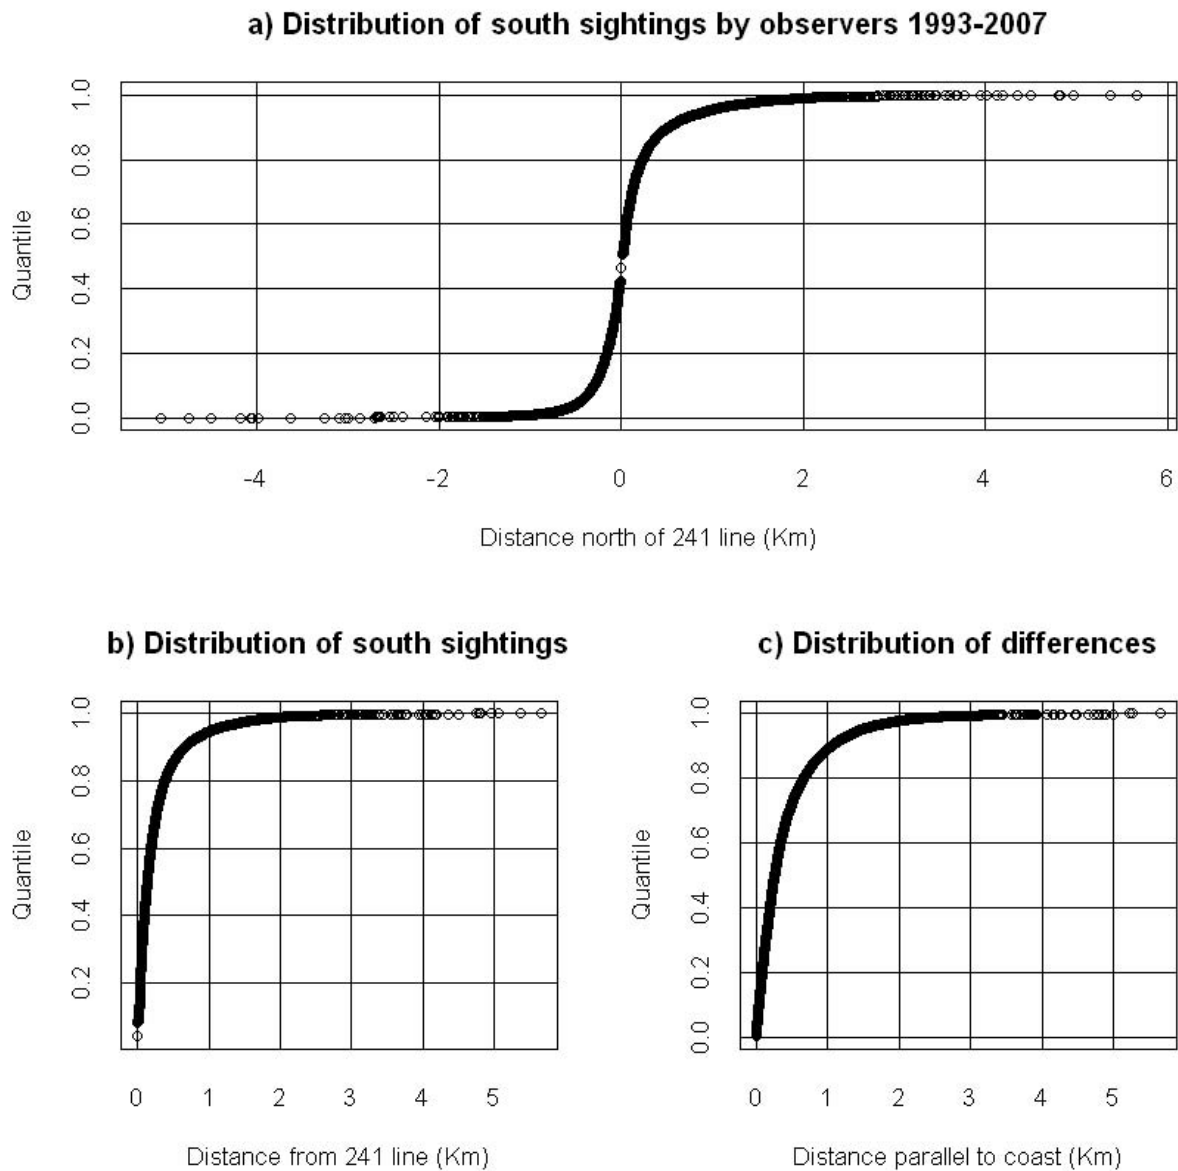 a) Distribution of south sightings by observers 1993-2007
Quantile
1.0
0.8
0.6
0.4
0.2
0.0
-4 -2 0 2 4 6
Distance north of 241 line (Km)
b) Distribution of south sightings
Quantile
1.0
0.8
0.6
0.4
0.2
0 1 2 3 4 5
Distance from 241 line (Km)
c) Distribution of differences
Quantile
1.0
0.8
0.6
0.4
0.2
0.0
0 1 2 3 4 5
Distance parallel to coast (Km)